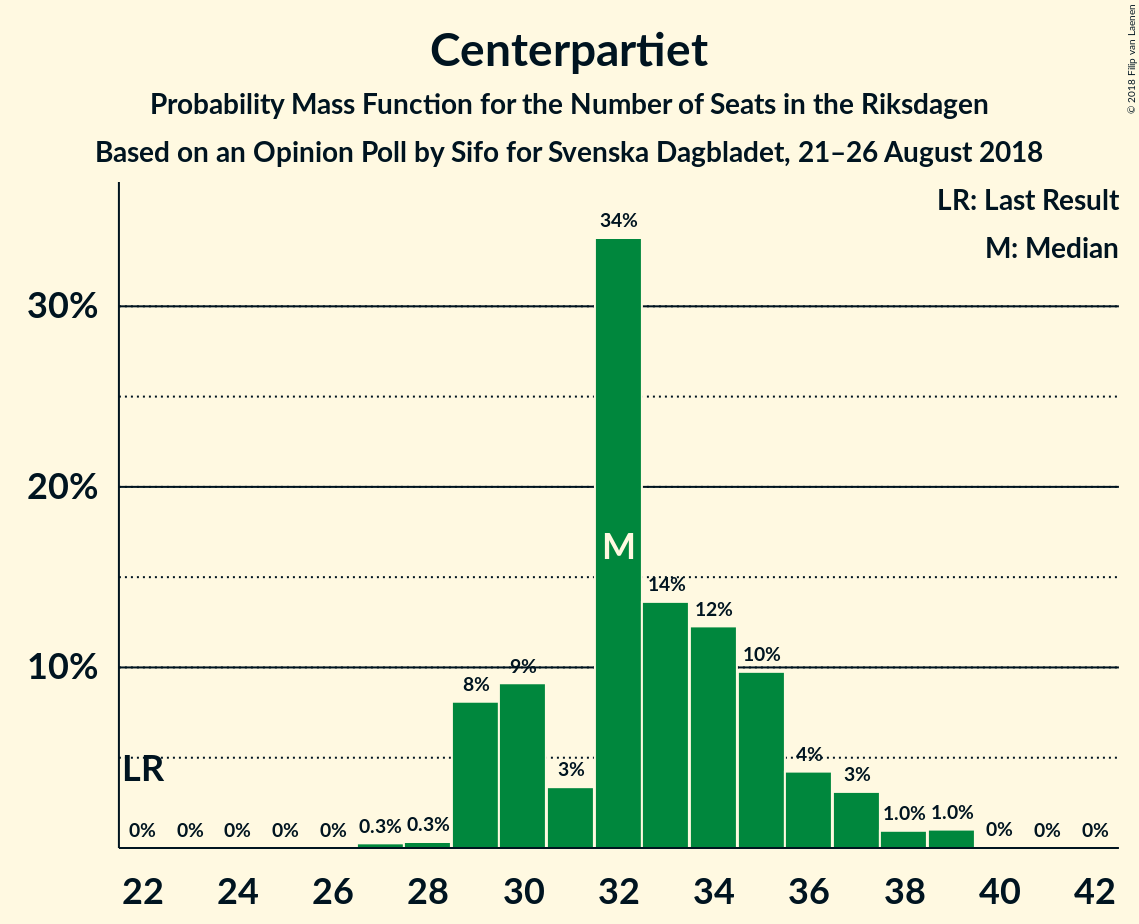 Centerpartiet
Probability Mass Function for the Number of Seats in the Riksdagen
Based on an Opinion Poll by Sifo for Svenska Dagbladet, 21–26 August 2018
© 2018 Filip van Laenen
LR: Last Result
M: Median
30%
20%
10%
LR
M
0% 0% 0% 0% 0% 0.3% 0.3% 8% 9% 3% 34% 14% 12% 10% 4% 3% 1.0% 1.0% 0% 0% 0%
22 24 26 28 30 32 34 36 38 40 42